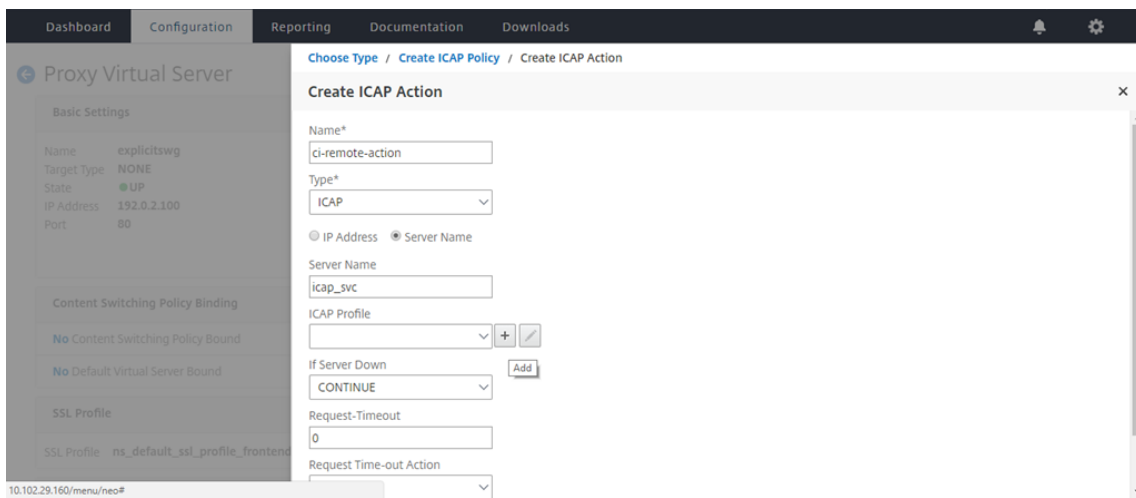 Dashboard Configuration Reporting Documentation Downloads
Proxy Virtual Server
Basic Settings
Name explicitswg
Target Type NONE
State UP
IP Address 192.0.2.100
Port 80
Content Switching Policy Binding
No Content Switching Policy Bound
No Default Virtual Server Bound
SSL Profile
SSL Profile ns_default_ssl_profile_frontend
10.102.29.160/menu/neo#
Choose Type / Create ICAP Policy / Create ICAP Action
Create ICAP Action
Name*
ci-remote-action
Type*
ICAP
IP Address Server Name
Server Name
icap_svc
ICAP Profile
Add
If Server Down
CONTINUE
Request-Timeout
0
Request Time-out Action